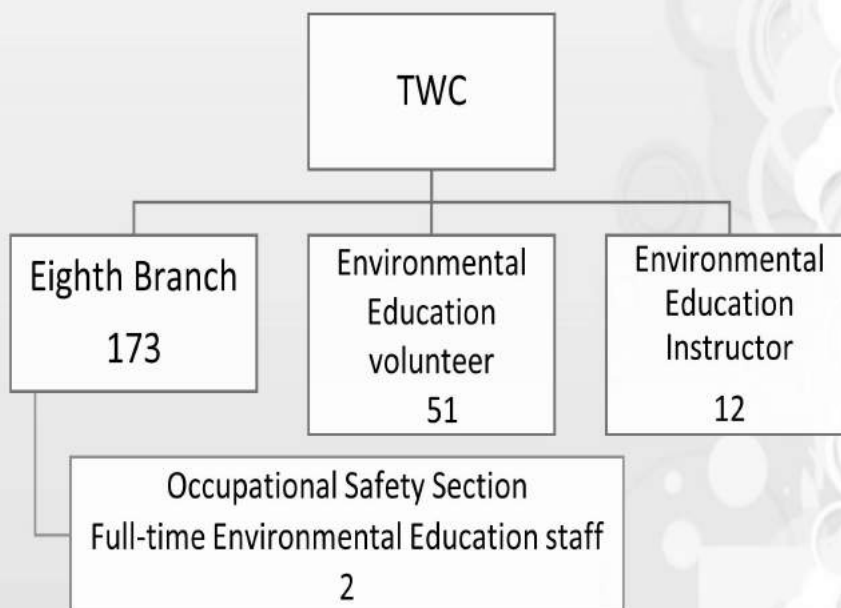 TWC
Eighth Branch
173
Environmental
Education
volunteer
51
Environmental
Education
Instructor
12
Occupational Safety Section
Full-time Environmental Education staff
2